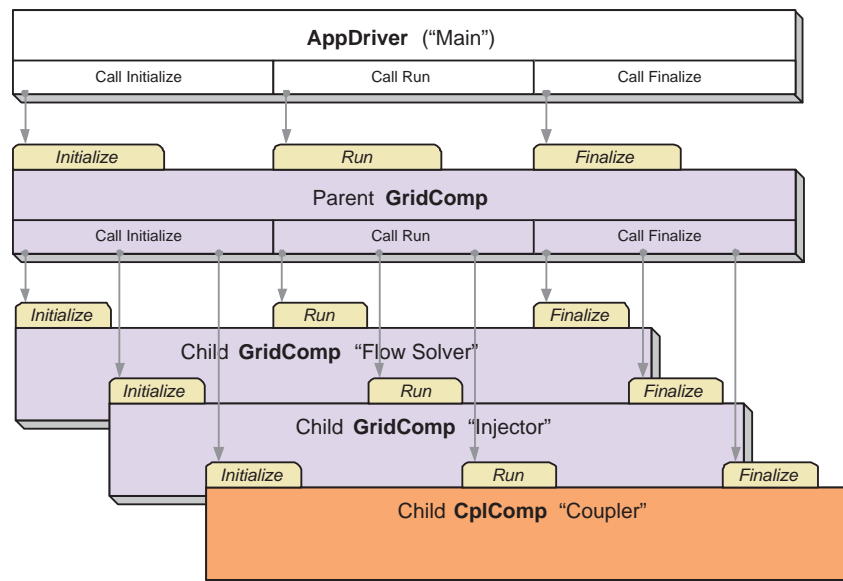 AppDriver (“Main”)
Call Initialize Call Run Call Finalize
Initialize Run Finalize
Parent GridComp
Call Initialize Call Run Call Finalize
Initialize Run Finalize
Child GridComp “Flow Solver”
Initialize Run Finalize
Child GridComp “Injector”
Initialize Run Finalize
Child CplComp “Coupler”